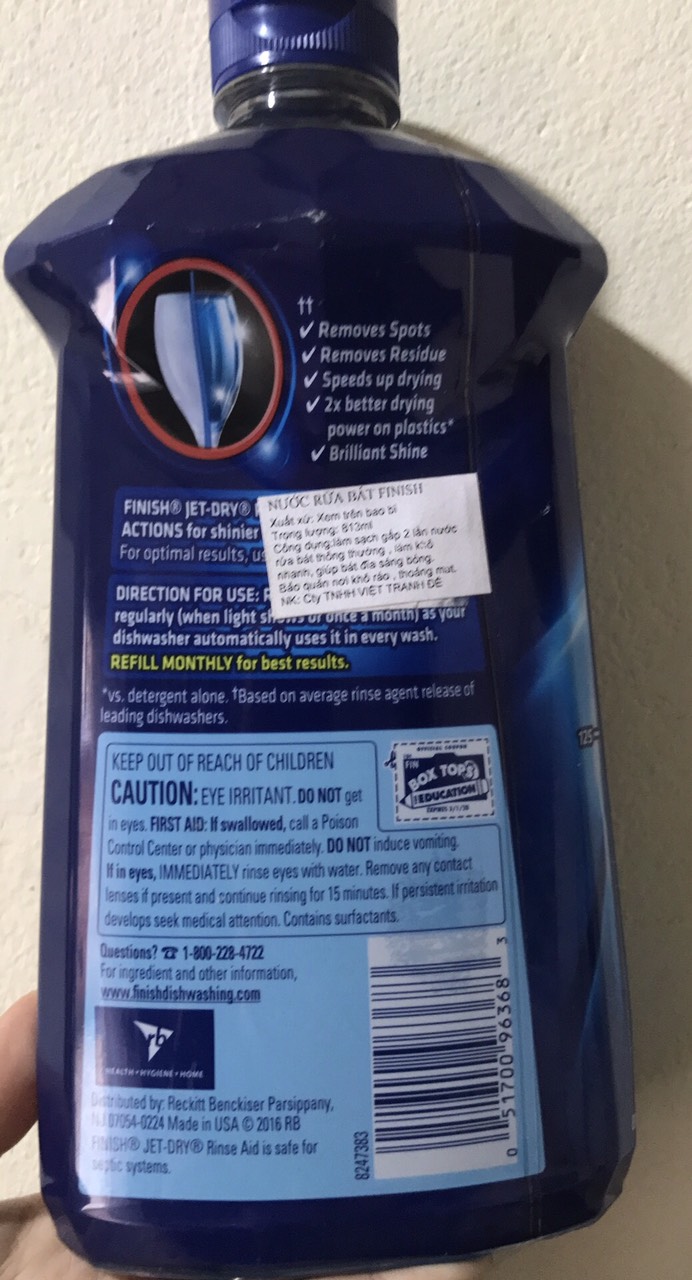 ††
✓ Removes Spots
✓ Removes Residue
✓ Speeds up drying
✓ 2x better drying
power on plastics*
✓ Brilliant Shine
FINISH® JET-DRY®
ACTIONS for shinier
For optimal results,
NƯỚC RỬA BÁT FINISH
Xuất xứ: Xem trên bao bì
Trọng lượng: 813ml
Công dụng:làm sạch gấp 2 lần nước
rửa bát thông thường , làm khô
nhanh, giúp bát đĩa sáng bóng.
Bảo quản nơi khô ráo , thoáng mát.
NK: Cty TNHH VIỆT TRANH ĐỀ
DIRECTION FOR USE:
regularly (when light or once a month) as your
dishwasher automatically uses it in every wash.
REFILL MONTHLY for best results.
*vs. detergent alone. †Based on average rinse agent release of
leading dishwashers.
125
KEEP OUT OF REACH OF CHILDREN
CAUTION: EYE IRRITANT. DO NOT get
in eyes. FIRST AID: If swallowed, call a Poison
Control Center or physician immediately. DO NOT induce vomiting.
If in eyes, IMMEDIATELY rinse eyes with water. Remove any contact
lenses if present and continue rinsing for 15 minutes. If persistent irritation
develops seek medical attention. Contains surfactants.
OFFICIAL COUPON
FIN
BOX TOPS
FOR EDUCATION
Questions? ☎ 1-800-228-4722
For ingredient and other information,
www.finishdishwashing.com
rb
HEALTH • HYGIENE • HOME
Distributed by: Reckitt Benckiser Parsippany,
NJ 07054-0224 Made in USA © 2016 RB
FINISH® JET-DRY® Rinse Aid is safe for
septic systems.
8247383
0 51700 96368 3